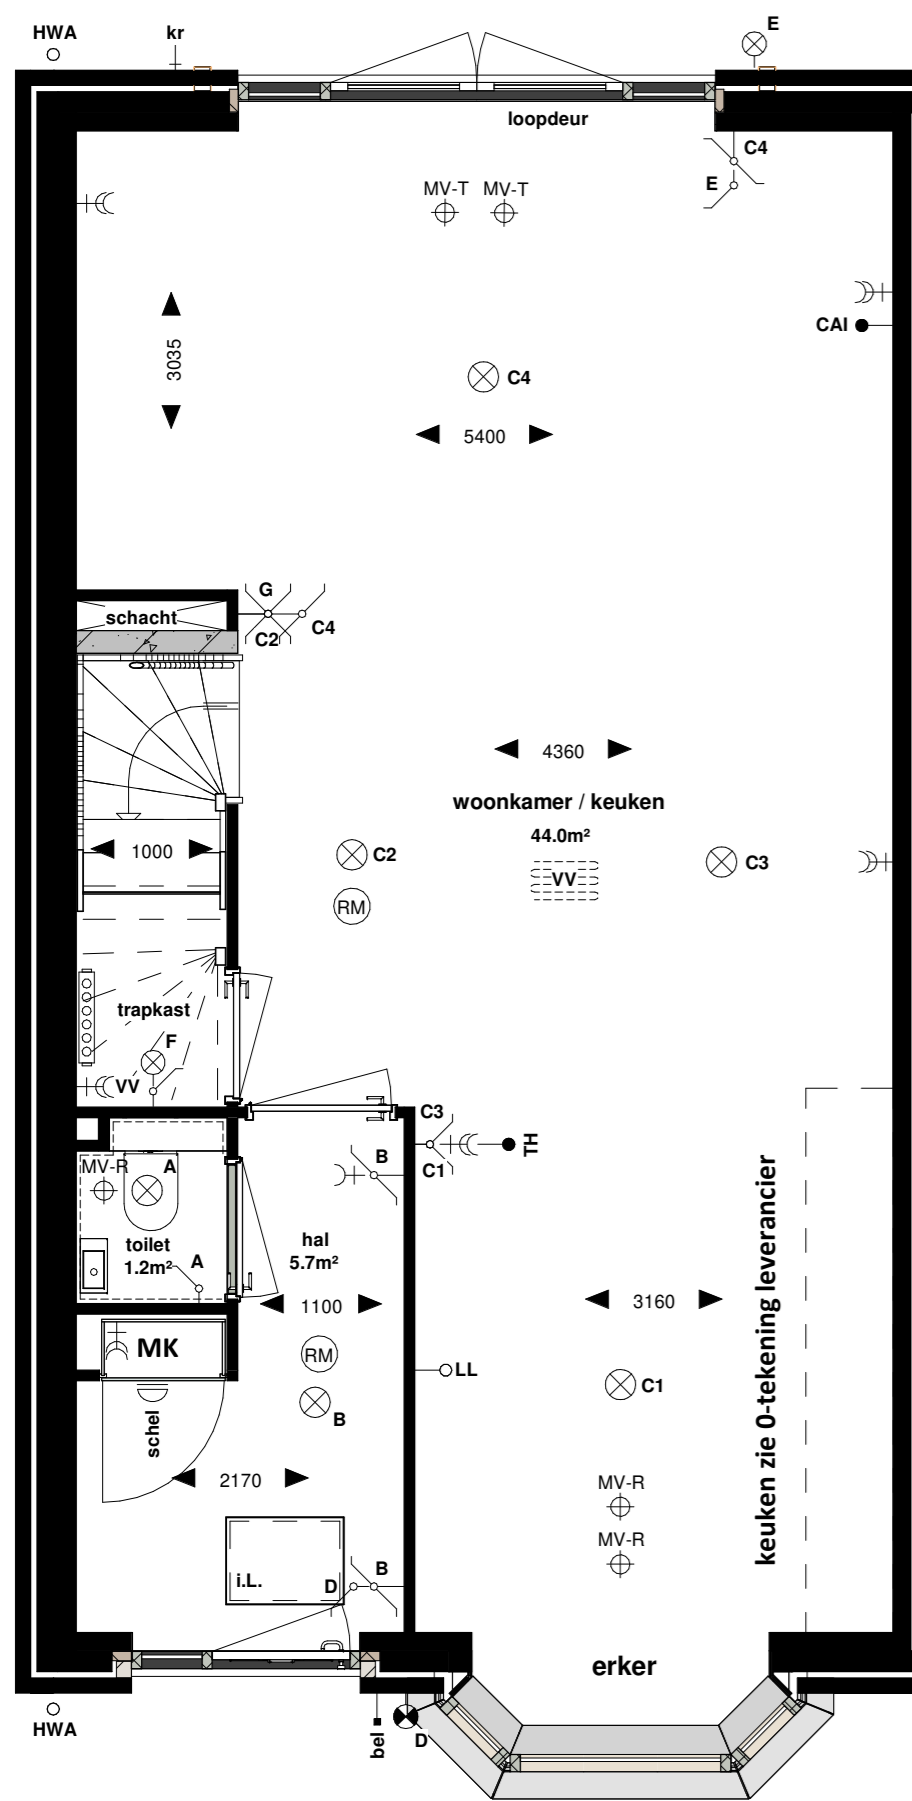 HWA
kr
E
loopdeur
C4
E
MV-T MV-T
CAI
3035
C4
5400
schacht
G
C2
C4
4360
woonkamer / keuken
44.0m²
1000
C2
C3
VV
RM
trapkast
F
VV
C3
TH
C1
B
MV-R
A
toilet
1.2m²
A
hal
5.7m²
1100
3160
keuken zie 0-tekening leverancier
MK
RM
LL
C1
B
schel
2170
MV-R
MV-R
i.L.
D
B
erker
HWA
bel
D